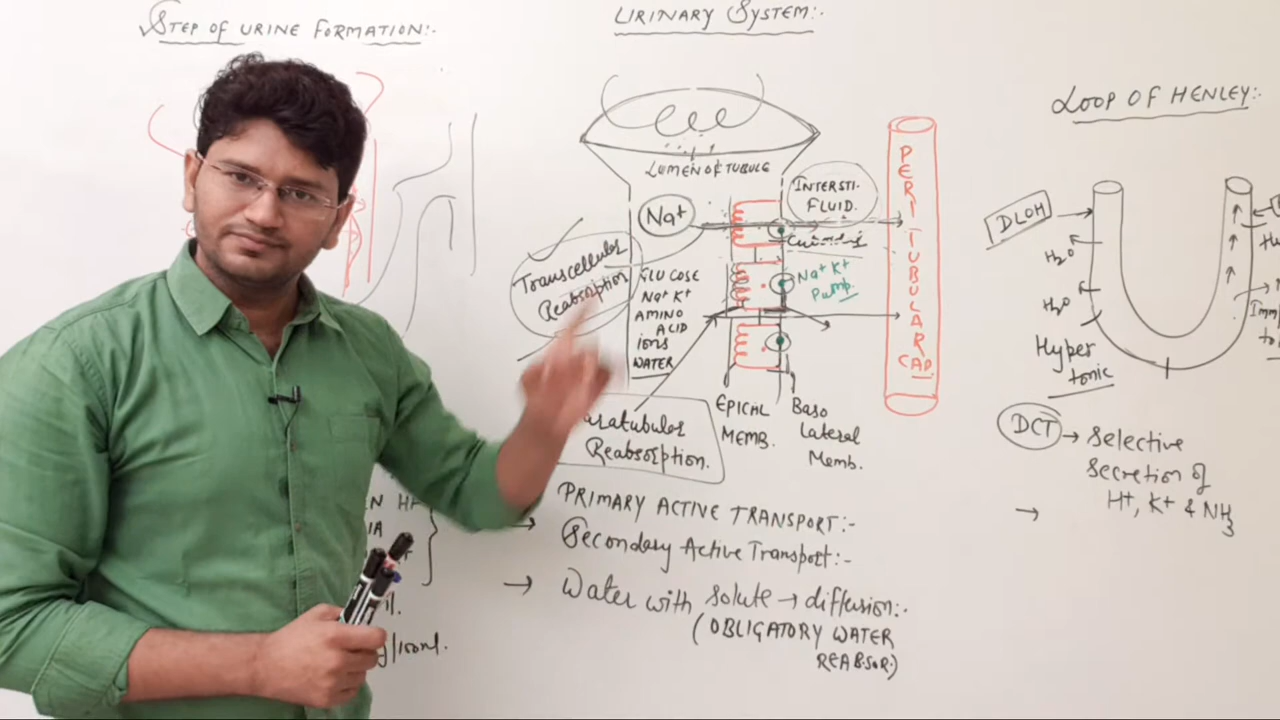 STEP OF URINE FORMATION:-
URINARY SYSTEM:-
LOOP OF HENLEY:-
LUMEN OF TUBULE
Na+
INTERSTI-
FLUID.
Transcellular
Reabsorption
GLUCOSE
Na+ K+
AMINO
ACID
ions
WATER
Na+ K+
Pump.
PERITUBULAR
CAP.
EPICAL
MEMB.
Baso
Lateral
Memb.
aratubular
Reabsorption.
PRIMARY ACTIVE TRANSPORT:-
Secondary Active Transport:-
Water with solute → diffusion:-
(OBLIGATORY WATER
REABSOR.)
DLOH
H2O
H2O
Hyper
tonic
DCT → Selective
Secretion of
H+, K+ & NH3